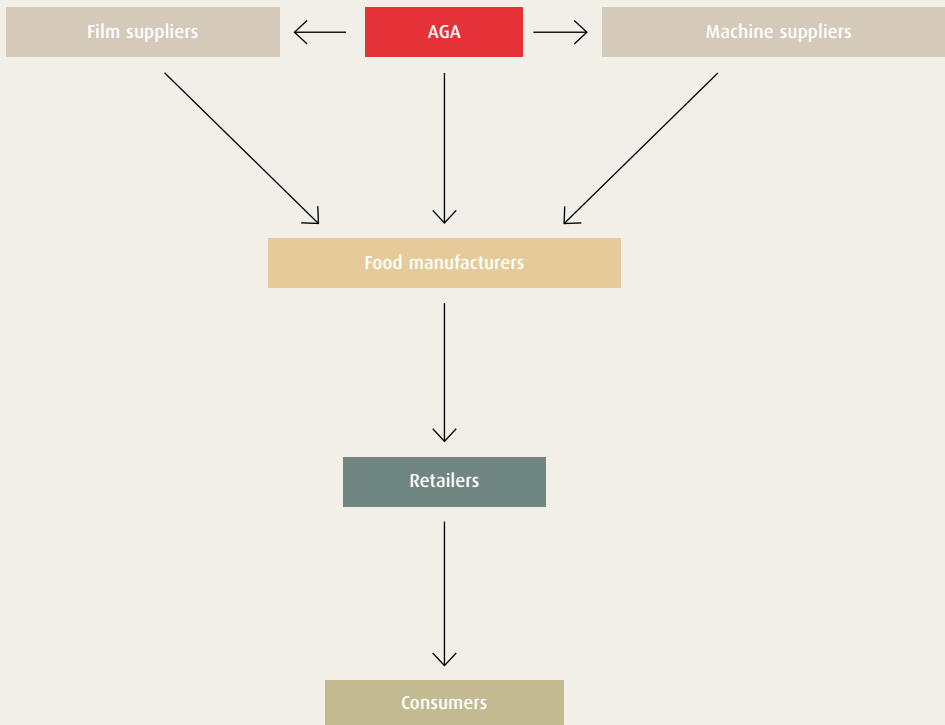 Film suppliers
AGA
Machine suppliers
Food manufacturers
Retailers
Consumers